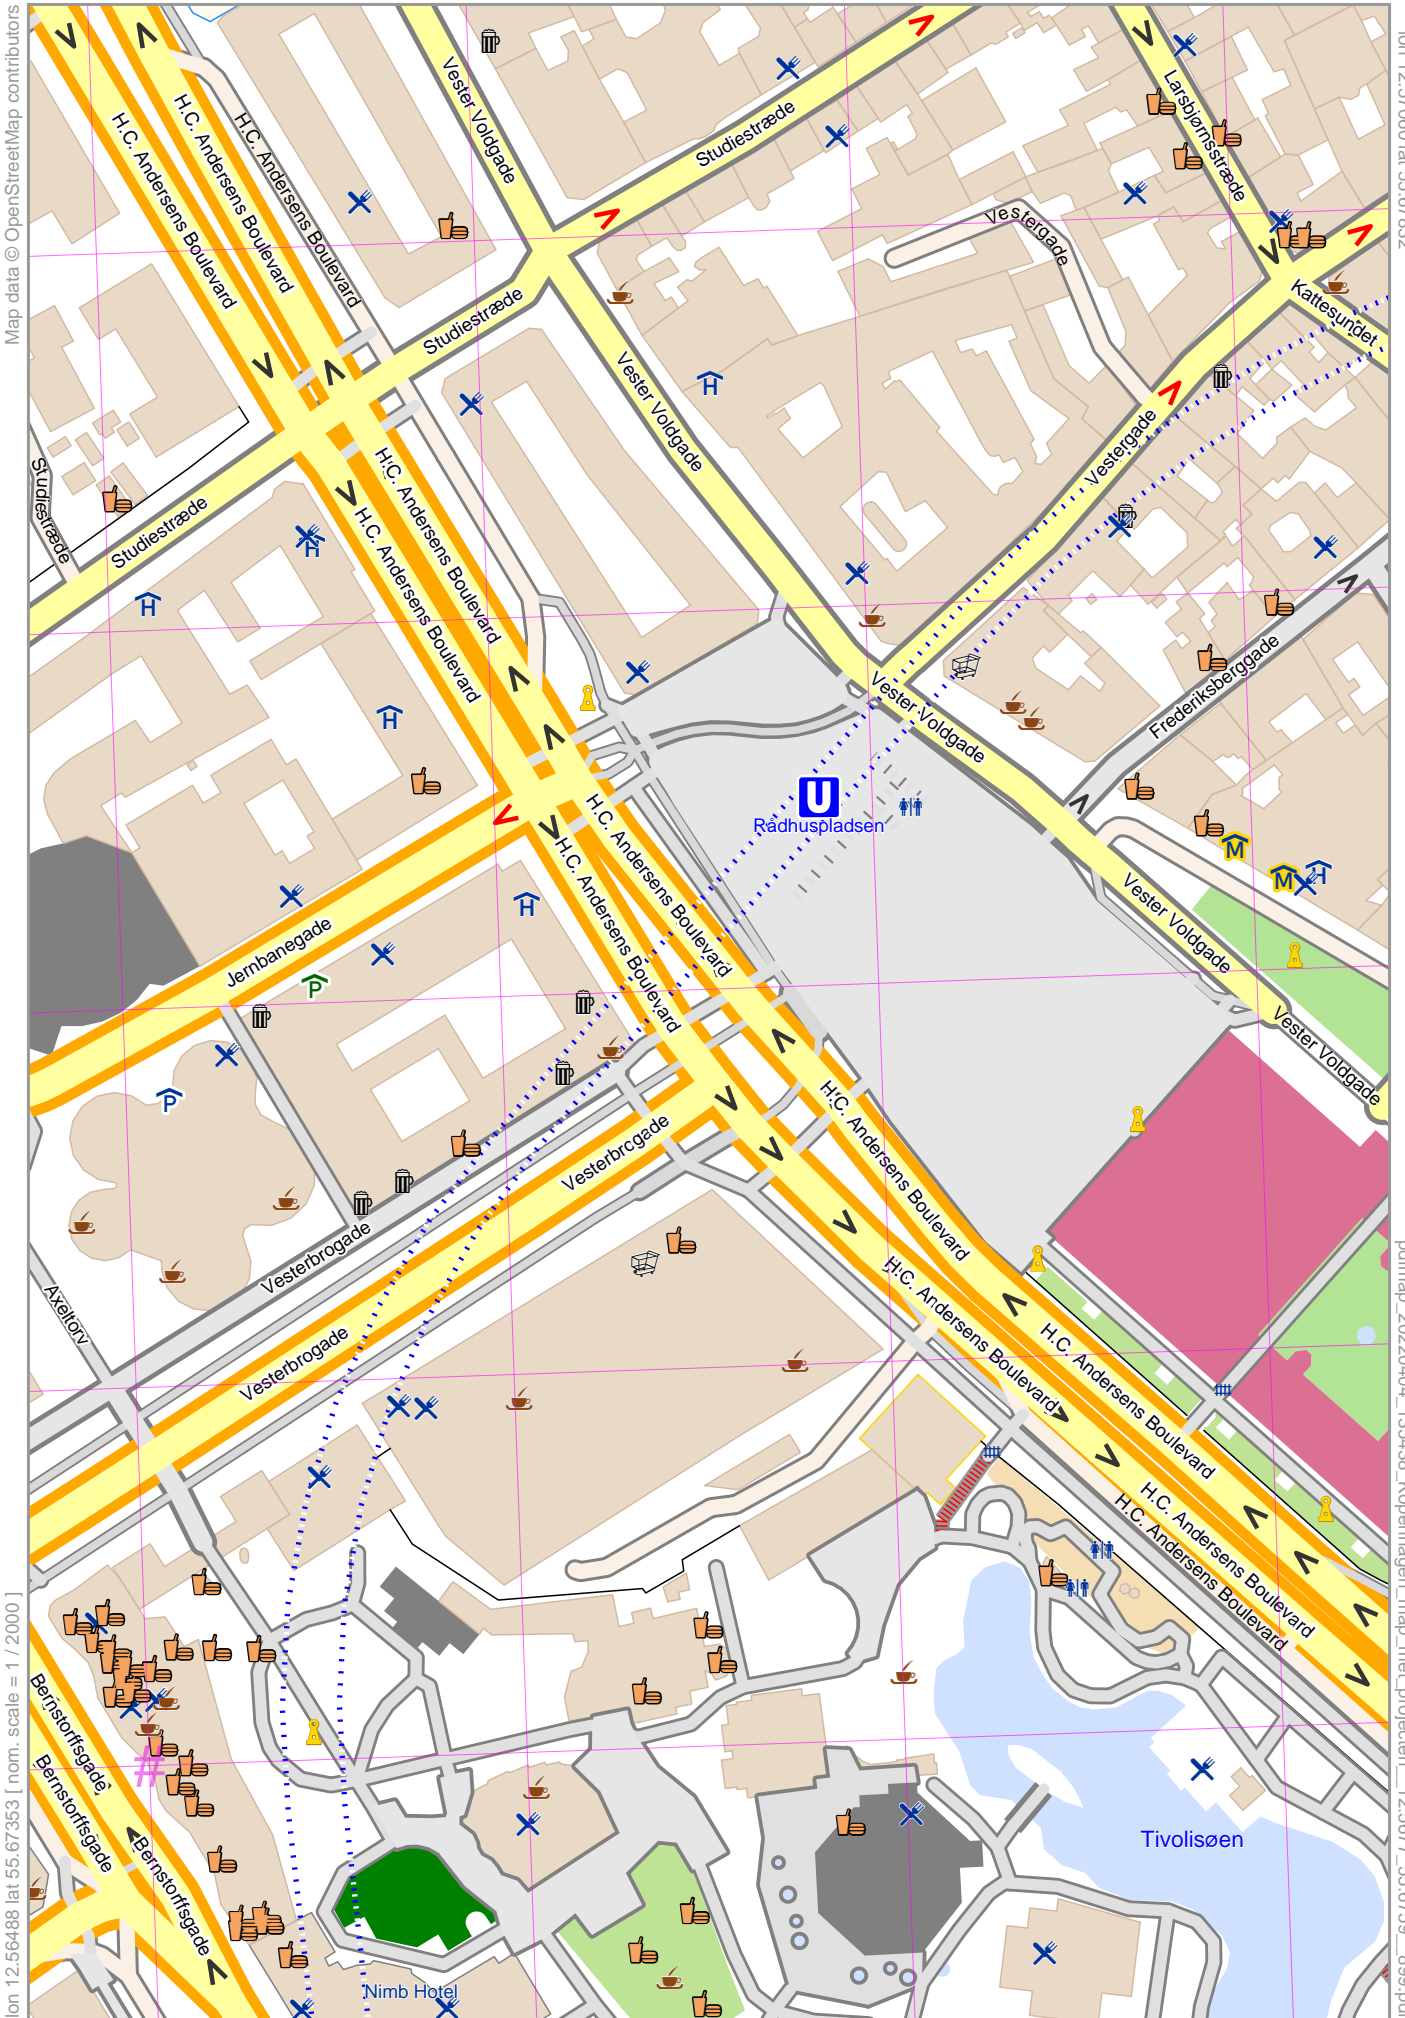 Map data © OpenStreetMap contributors
lon 12.56488 lat 55.67353 [ nom. scale = 1 / 2000 ]
H.C. Andersens Boulevard
H.C. Andersens Boulevard
H.C. Andersens Boulevard
Vester Voldgade
Studiestræde
Larsbjørnsstræde
Vestergade
Kattesundet
Studiestræde
Vester Voldgade
Vestergade
Studiestræde
Studiestræde
H.C. Andersens Boulevard
H.C. Andersens Boulevard
H
H
H
H
Frederiksberggade
Vester Voldgade
U
Rådhuspladsen
H.C. Andersens Boulevard
H.C. Andersens Boulevard
H
M
M
H
Vester Voldgade
Jernbanegade
P
P
Vester Voldgade
Vesterbrogade
H.C. Andersens Boulevard
Vesterbrogade
Axeltorv
Vesterbrogade
H.C. Andersens Boulevard
H.C. Andersens Boulevard
H.C. Andersens Boulevard
H.C. Andersens Boulevard
Bernstorffsgade
Bernstorffsgade
Bernstorffsgade
#
Tivolisøen
Nimb Hotel